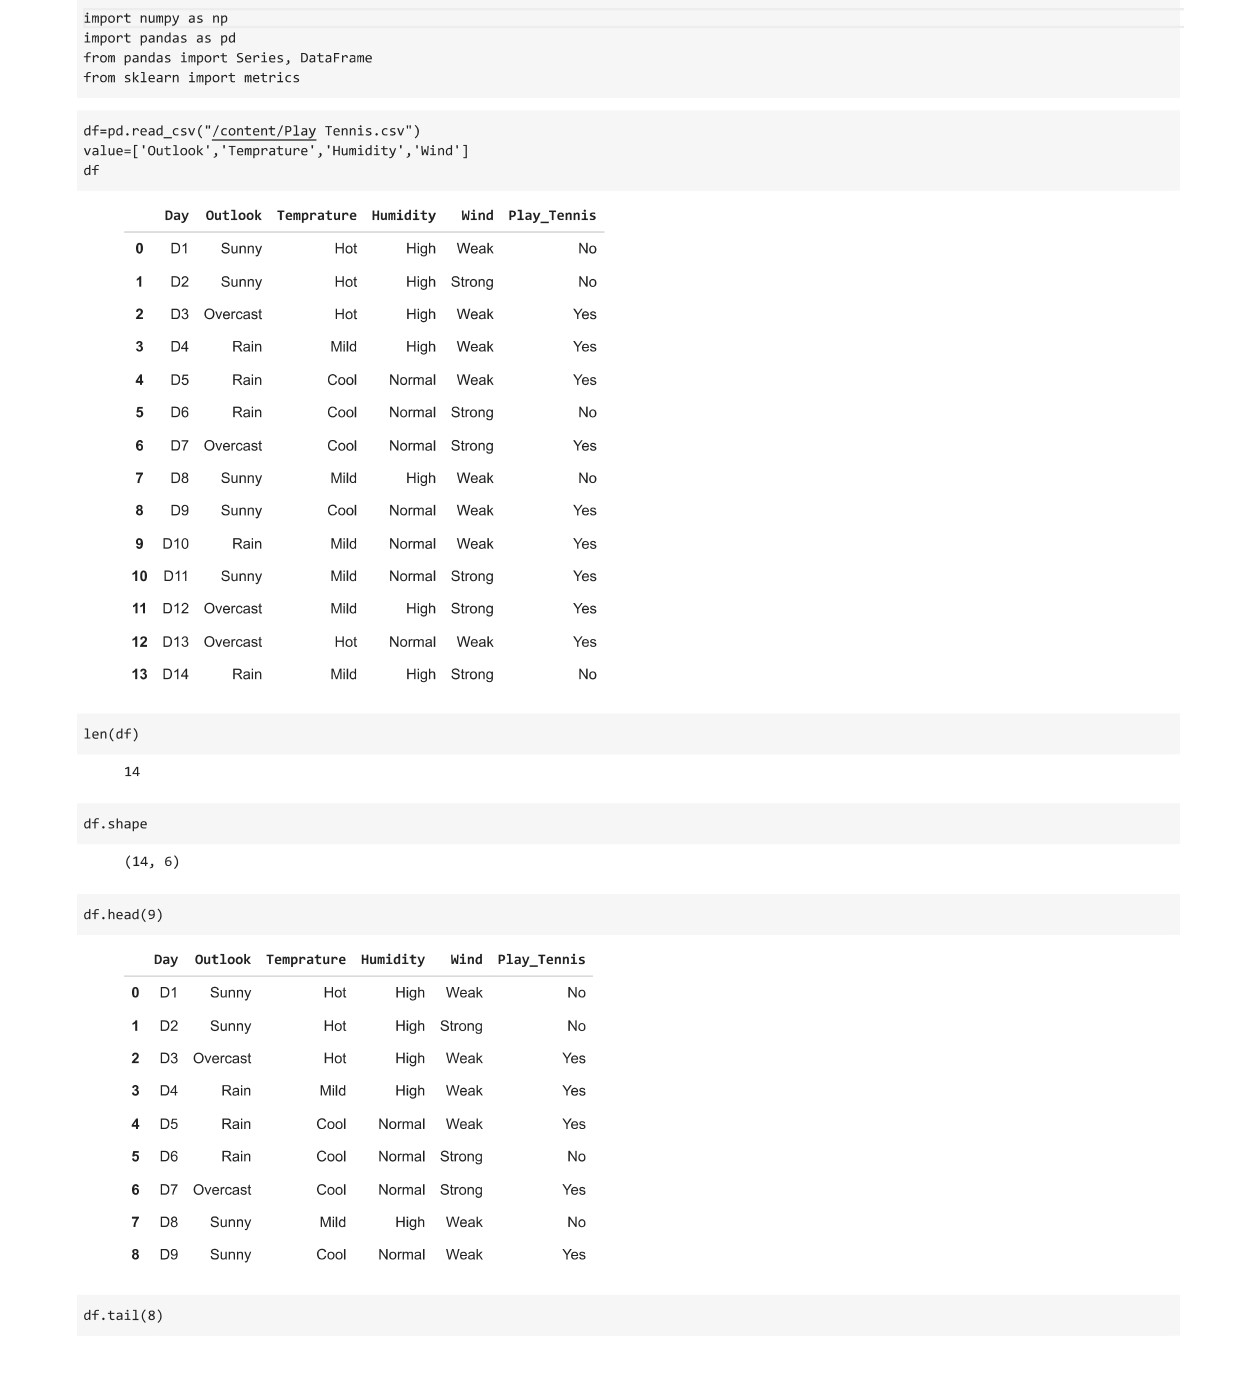 import numpy as np
import pandas as pd
from pandas import Series, DataFrame
from sklearn import metrics
df=pd.read_csv("/content/Play Tennis.csv")
value=['Outlook','Temprature','Humidity','Wind']
df
Day Outlook Temprature Humidity Wind Play_Tennis
0 D1 Sunny Hot High Weak No
1 D2 Sunny Hot High Strong No
2 D3 Overcast Hot High Weak Yes
3 D4 Rain Mild High Weak Yes
4 D5 Rain Cool Normal Weak Yes
5 D6 Rain Cool Normal Strong No
6 D7 Overcast Cool Normal Strong Yes
7 D8 Sunny Mild High Weak No
8 D9 Sunny Cool Normal Weak Yes
9 D10 Rain Mild Normal Weak Yes
10 D11 Sunny Mild Normal Strong Yes
11 D12 Overcast Mild High Strong Yes
12 D13 Overcast Hot Normal Weak Yes
13 D14 Rain Mild High Strong No
len(df)
14
df.shape
(14, 6)
df.head(9)
Day Outlook Temprature Humidity Wind Play_Tennis
0 D1 Sunny Hot High Weak No
1 D2 Sunny Hot High Strong No
2 D3 Overcast Hot High Weak Yes
3 D4 Rain Mild High Weak Yes
4 D5 Rain Cool Normal Weak Yes
5 D6 Rain Cool Normal Strong No
6 D7 Overcast Cool Normal Strong Yes
7 D8 Sunny Mild High Weak No
8 D9 Sunny Cool Normal Weak Yes
df.tail(8)